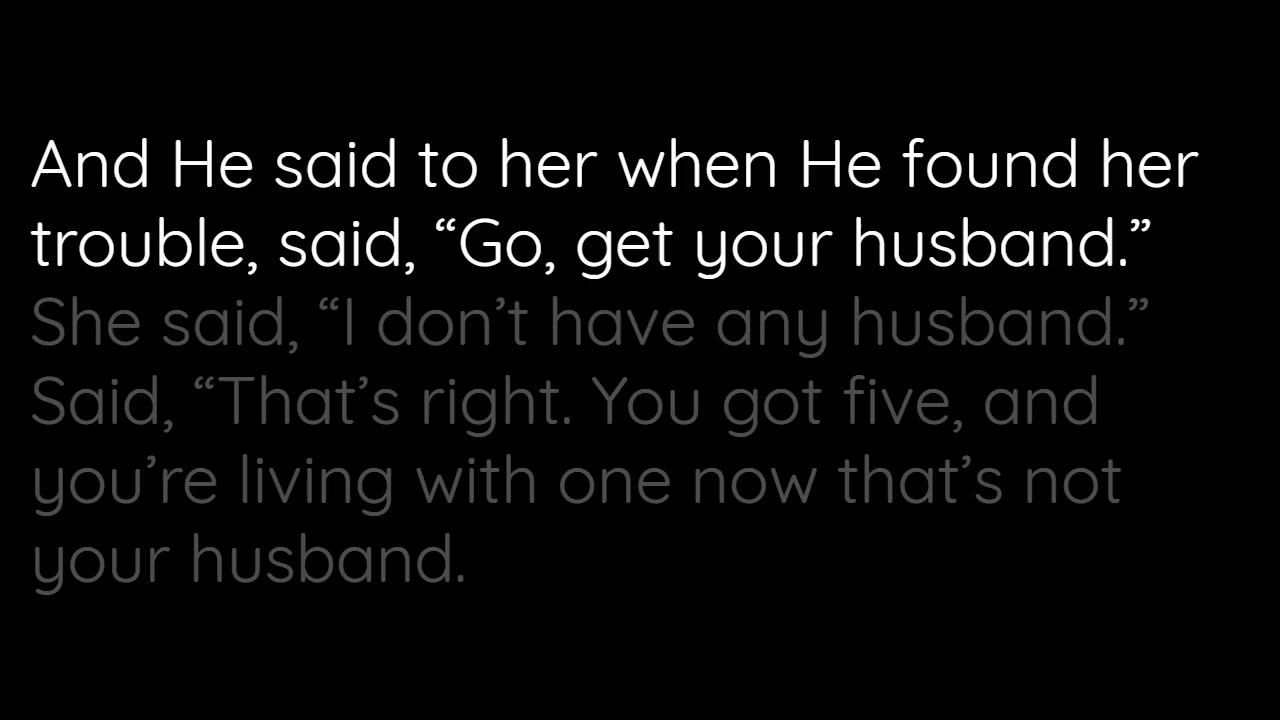 And He said to her when He found her
trouble, said, “Go, get your husband.”
She said, “I don’t have any husband.”
Said, “That’s right. You got five, and
you’re living with one now that’s not
your husband.